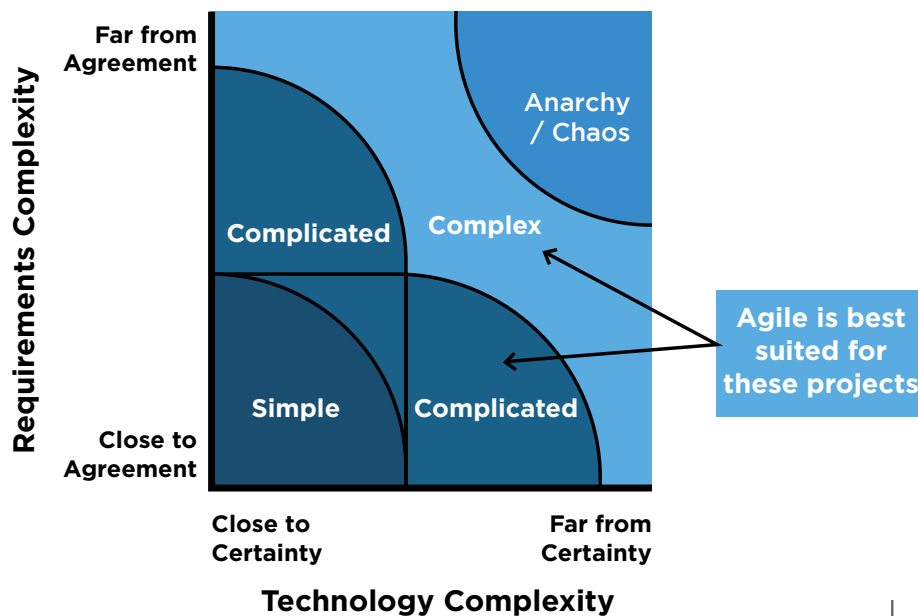 Far from
Agreement
Requirements Complexity
Anarchy
/ Chaos
Complicated
Complex
Agile is best
suited for
these projects
Simple
Complicated
Close to
Agreement
Close to
Certainty
Far from
Certainty
Technology Complexity